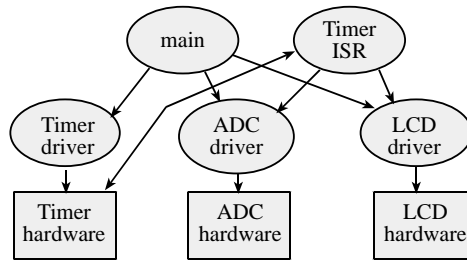 main
Timer
ISR
Timer
driver
ADC
driver
LCD
driver
Timer
hardware
ADC
hardware
LCD
hardware